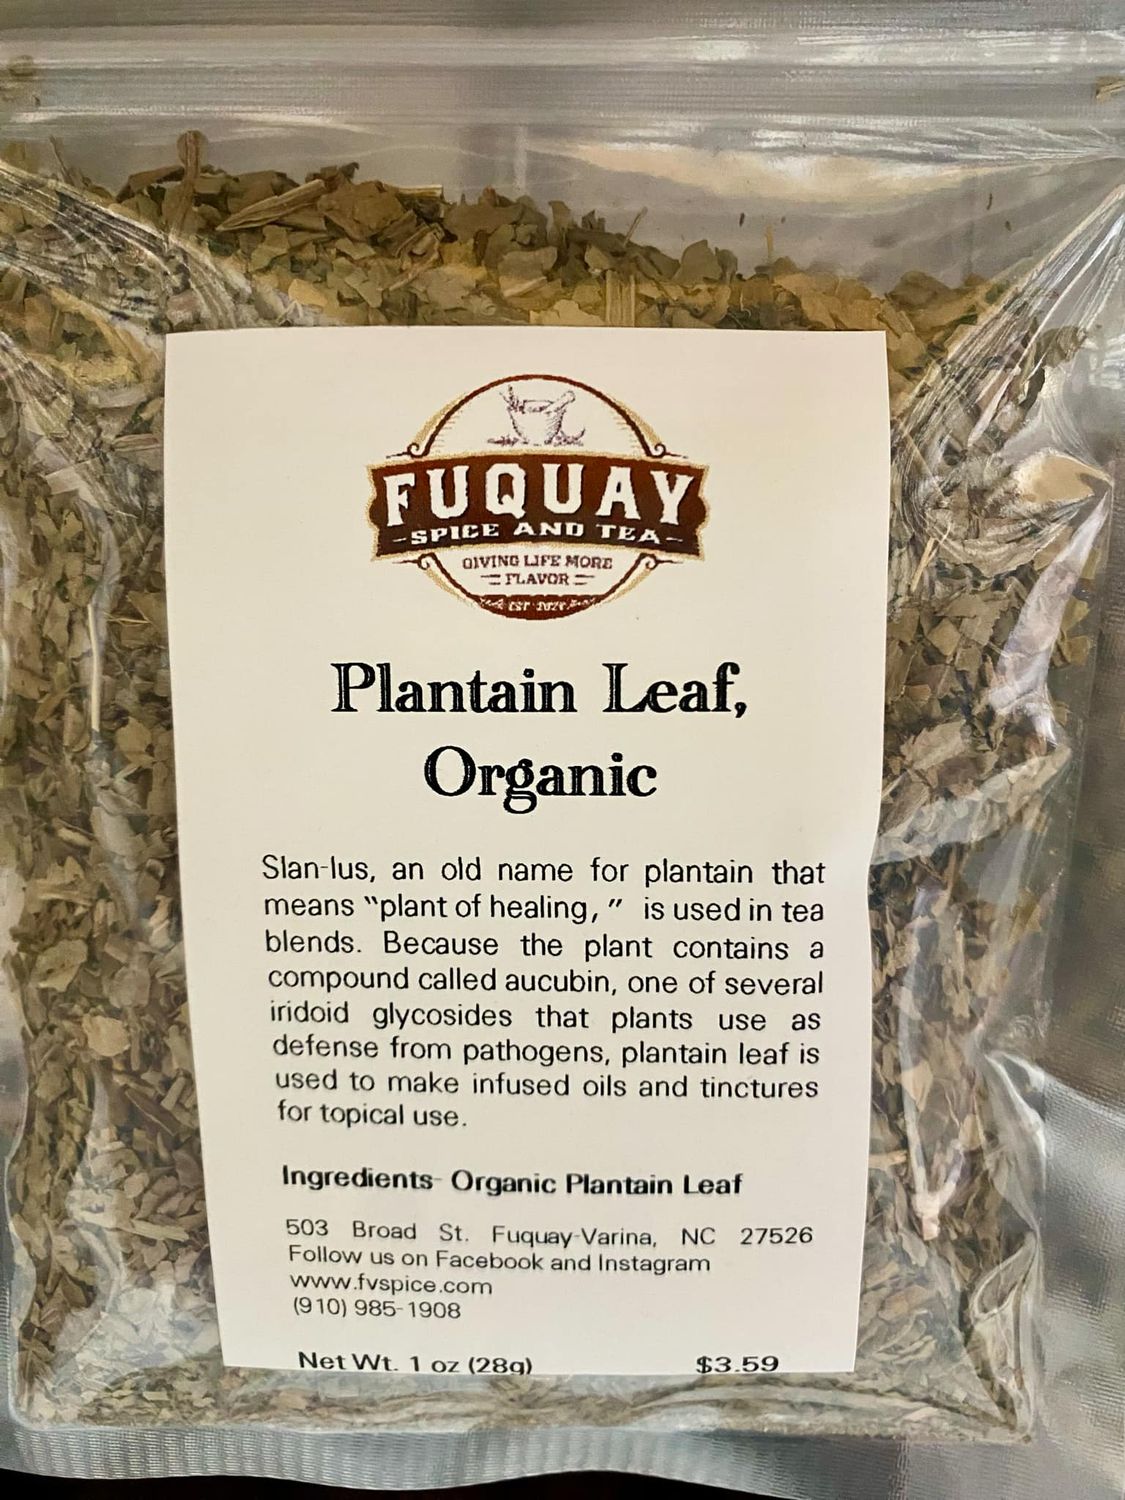 FUQUAY
-SPICE AND TEA-
GIVING LIFE MORE
FLAVOR
EST
Plantain Leaf,
Organic
Slan-lus, an old name for plantain that
means “plant of healing, ” is used in tea
blends. Because the plant contains a
compound called aucubin, one of several
iridoid glycosides that plants use as
defense from pathogens, plantain leaf is
used to make infused oils and tinctures
for topical use.
Ingredients- Organic Plantain Leaf
503 Broad St. Fuquay-Varina, NC 27526
Follow us on Facebook and Instagram
www.fvspice.com
(910) 985-1908
Net Wt. 1 oz (28g) $3.59